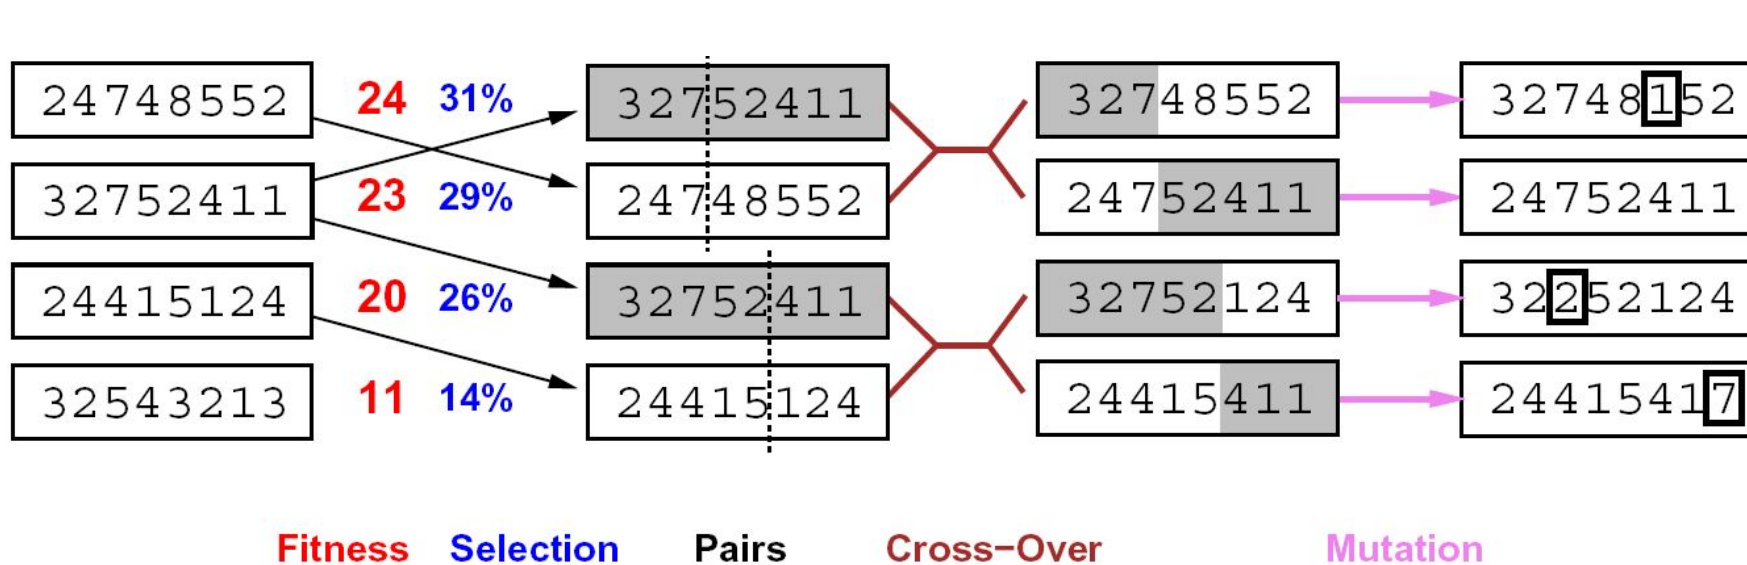 24748552 24 31% 32752411 32748552 32748152
32752411 23 29% 24748552 24752411 24752411
24415124 20 26% 32752411 32752124 32252124
32543213 11 14% 24415124 24415411 24415417
Fitness Selection Pairs Cross−Over Mutation